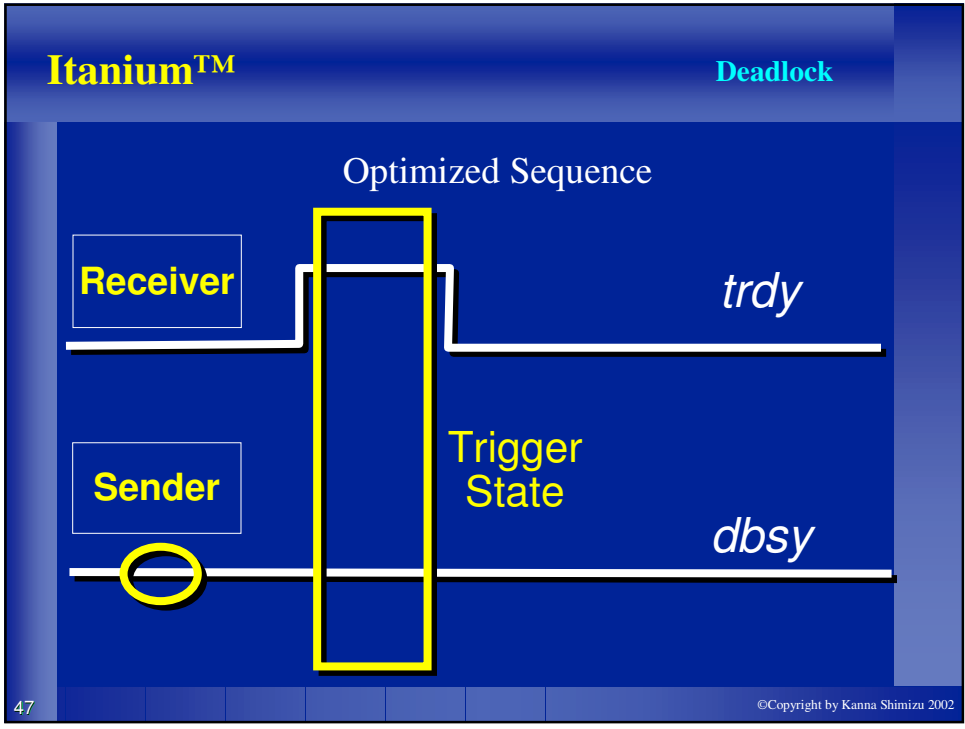 Itanium™
Deadlock
Optimized Sequence
Receiver
trdy
Trigger
State
Sender
dbsy
47
©Copyright by Kanna Shimizu 2002